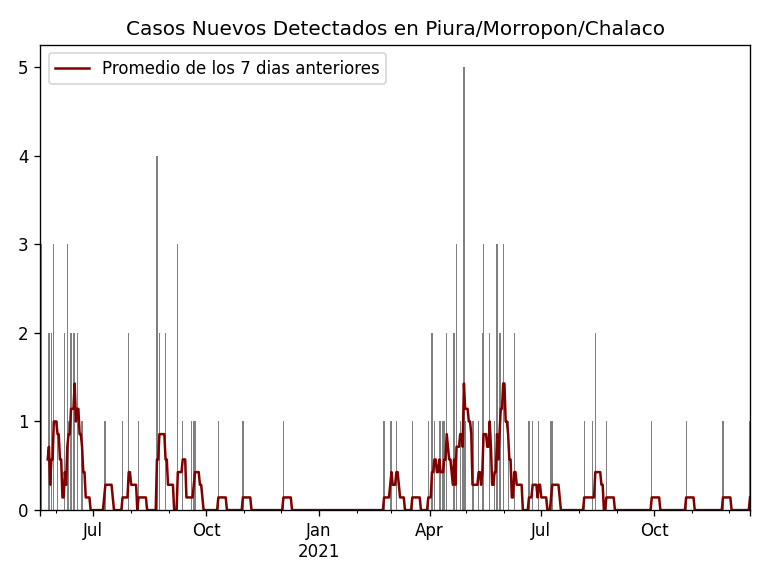 Casos Nuevos Detectados en Piura/Morropon/Chalaco
Promedio de los 7 dias anteriores
5
4
3
2
1
0
Jul Oct Jan Apr Jul Oct
2021